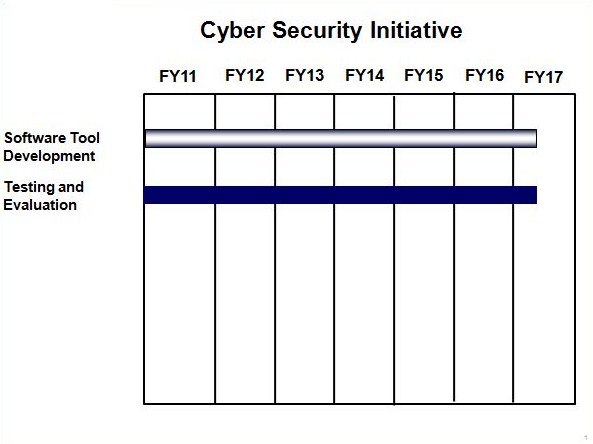 Cyber Security Initiative
FY11 FY12 FY13 FY14 FY15 FY16 FY17
Software Tool
Development
Testing and
Evaluation
1